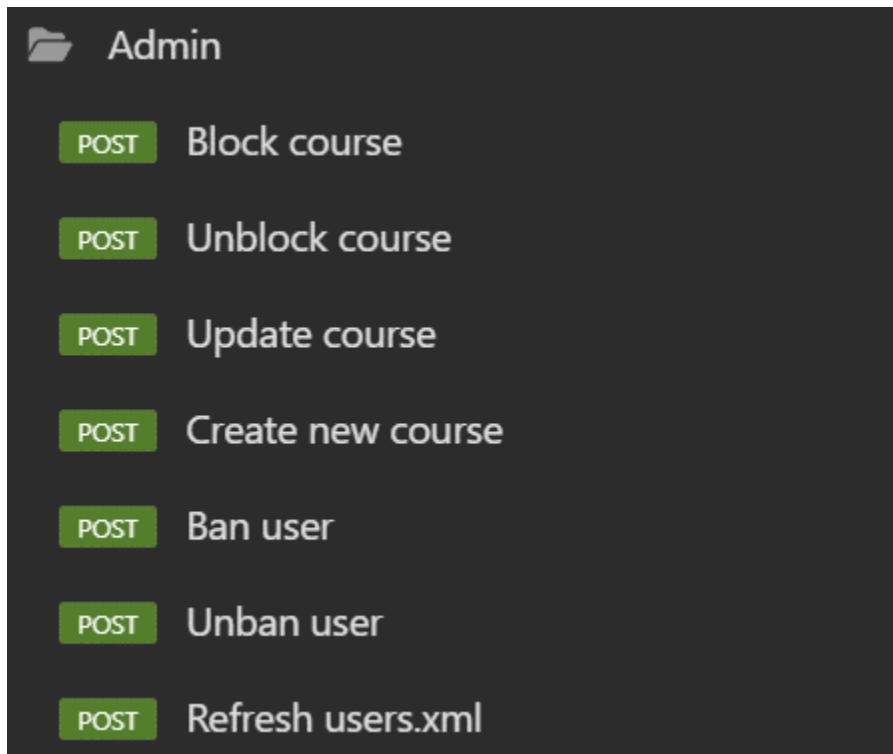 Admin
POST Block course
POST Unblock course
POST Update course
POST Create new course
POST Ban user
POST Unban user
POST Refresh users.xml